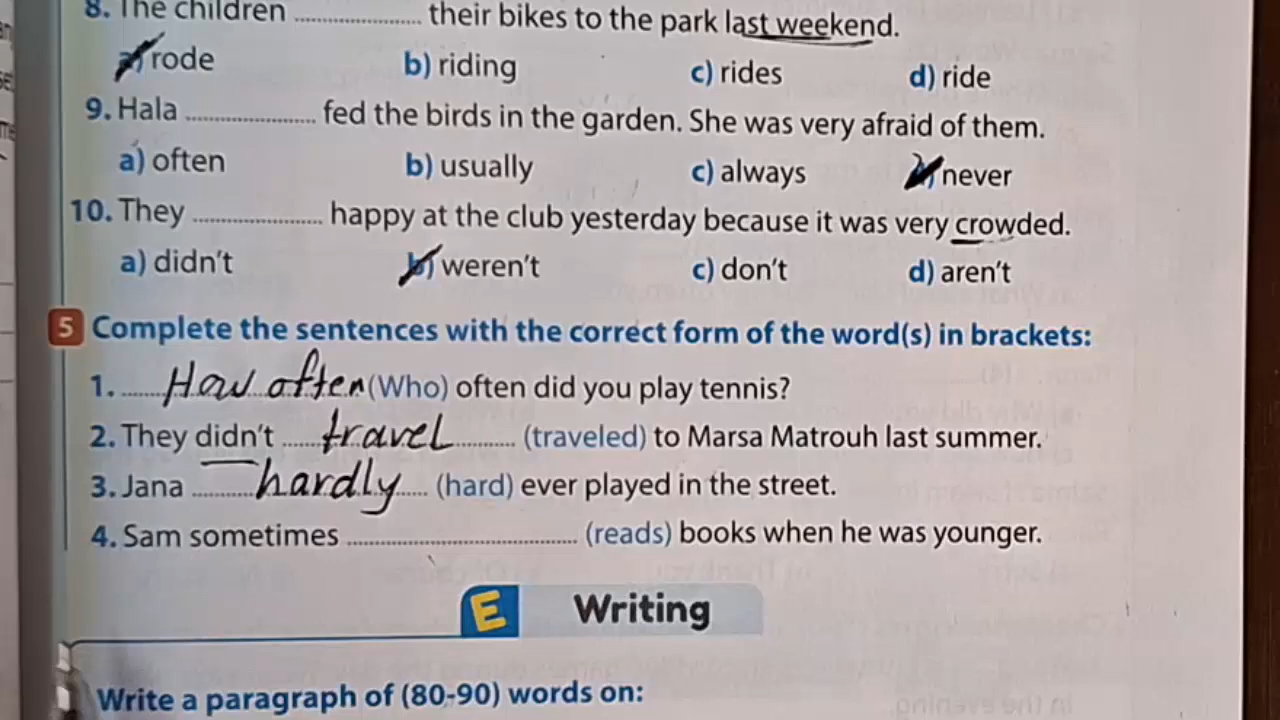 8. The children .................... their bikes to the park last weekend.
a) rode b) riding c) rides d) ride
9. Hala .................... fed the birds in the garden. She was very afraid of them.
a) often b) usually c) always d) never
10. They .................... happy at the club yesterday because it was very crowded.
a) didn't b) weren't c) don't d) aren't
5 Complete the sentences with the correct form of the word(s) in brackets:
1. How often (Who) often did you play tennis?
2. They didn't travel (traveled) to Marsa Matrouh last summer.
3. Jana hardly (hard) ever played in the street.
4. Sam sometimes .................... (reads) books when he was younger.
E Writing
Write a paragraph of (80-90) words on: